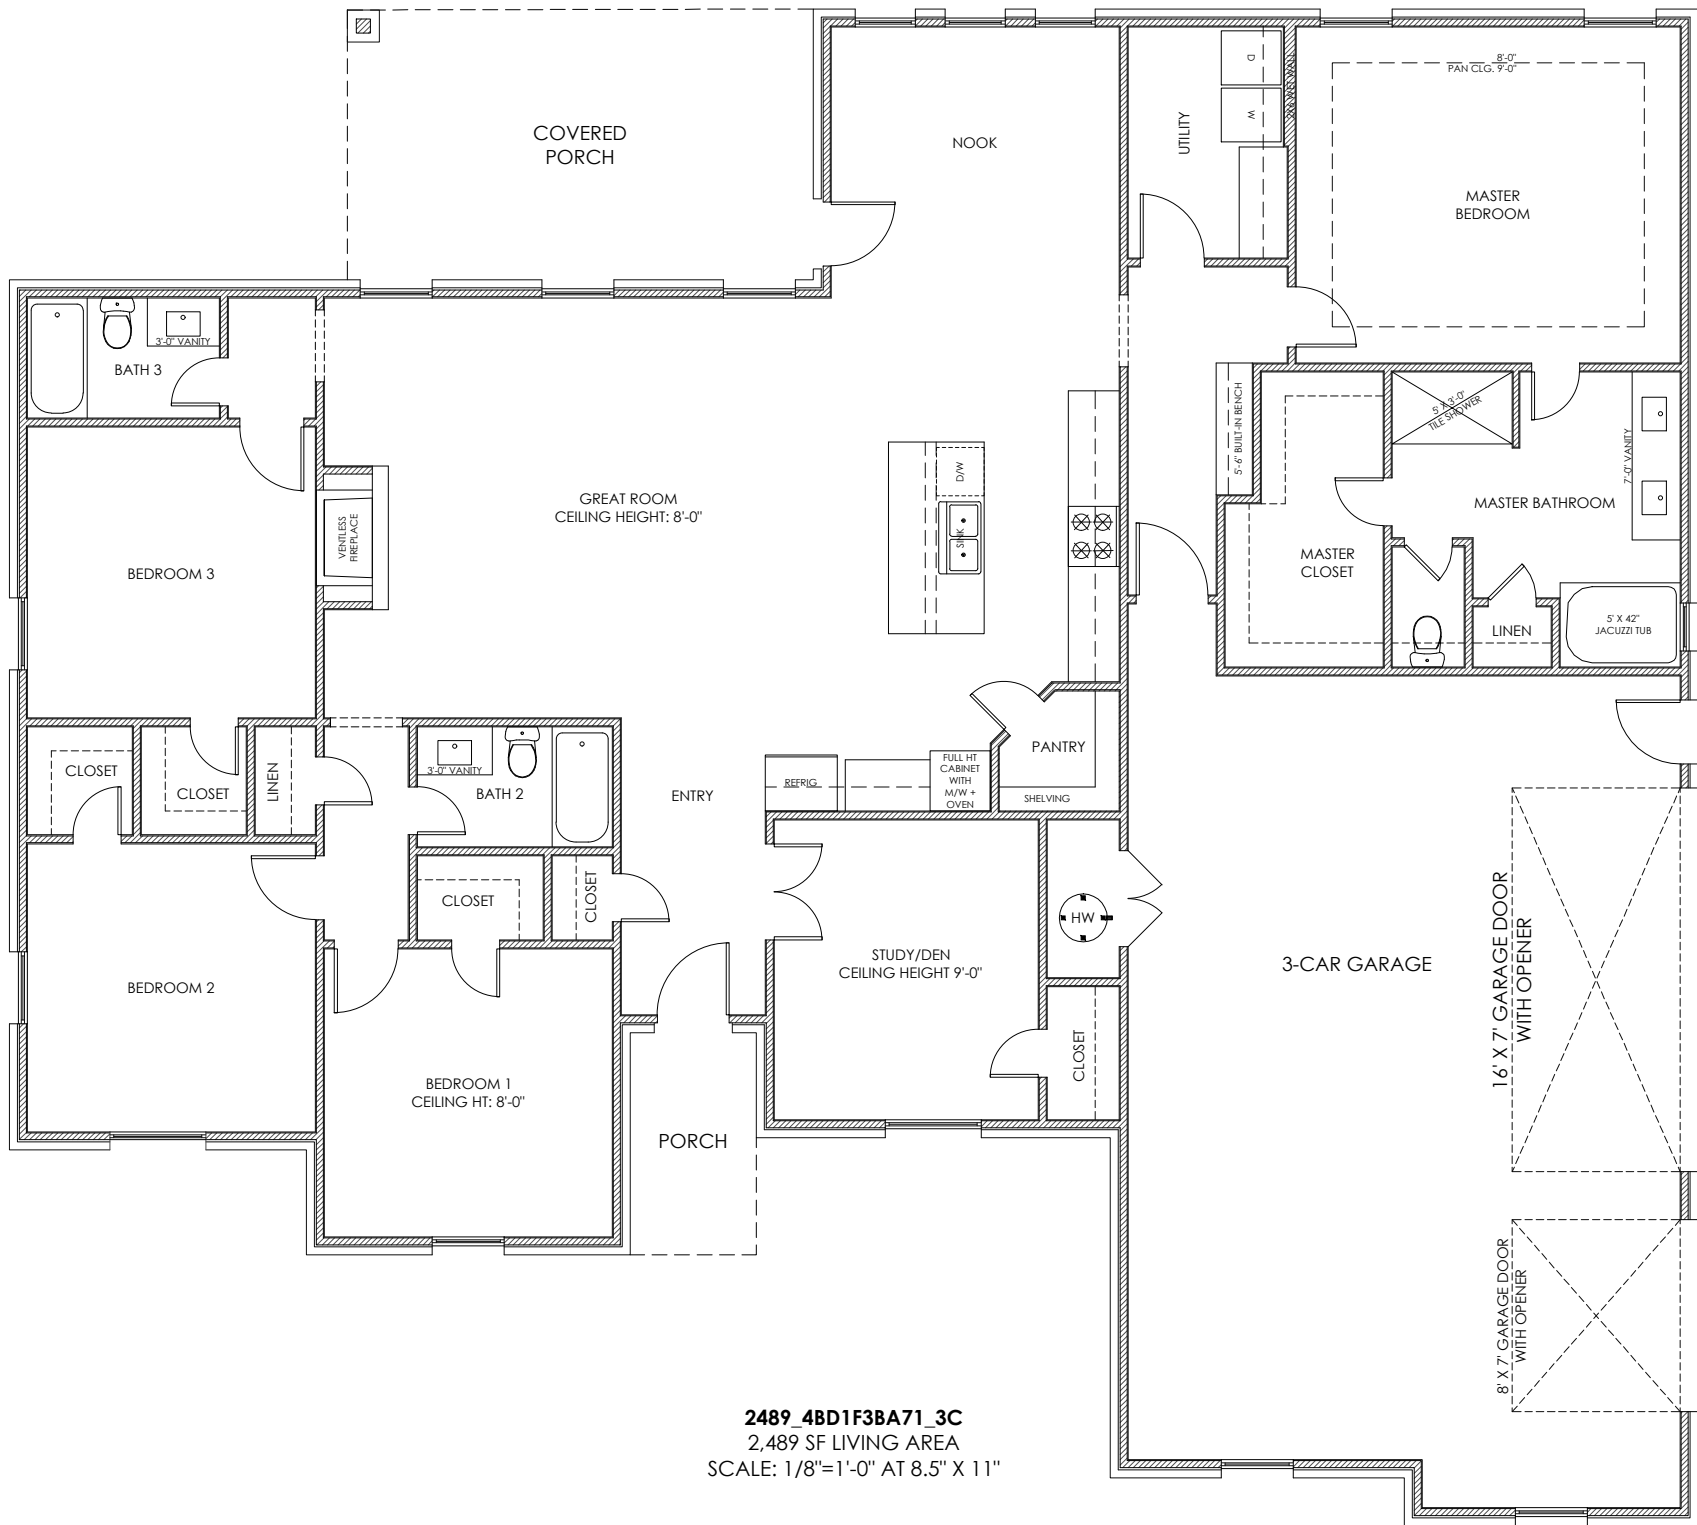 COVERED
PORCH
NOOK
UTILITY
D
W
2X6 WET WALL
8'-0"
PAN CLG. 9'-0"
MASTER
BEDROOM
3'-0" VANITY
BATH 3
BEDROOM 3
VENTLESS
FIREPLACE
GREAT ROOM
CEILING HEIGHT: 8'-0"
D/W
SINK
5'-6" BUILT-IN BENCH
5' X 3'-0"
TILE SHOWER
7'-0" VANITY
MASTER BATHROOM
MASTER
CLOSET
LINEN
5' X 42"
JACUZZI TUB
CLOSET
CLOSET
LINEN
3'-0" VANITY
BATH 2
ENTRY
REFRIG
FULL HT
CABINET
WITH
M/W +
OVEN
PANTRY
SHELVING
CLOSET
CLOSET
HW
STUDY/DEN
CEILING HEIGHT 9'-0"
3-CAR GARAGE
16' X 7' GARAGE DOOR
WITH OPENER
BEDROOM 2
BEDROOM 1
CEILING HT: 8'-0"
CLOSET
PORCH
8' X 7' GARAGE DOOR
WITH OPENER
2489_4BD1F3BA71_3C
2,489 SF LIVING AREA
SCALE: 1/8"=1'-0" AT 8.5" X 11"